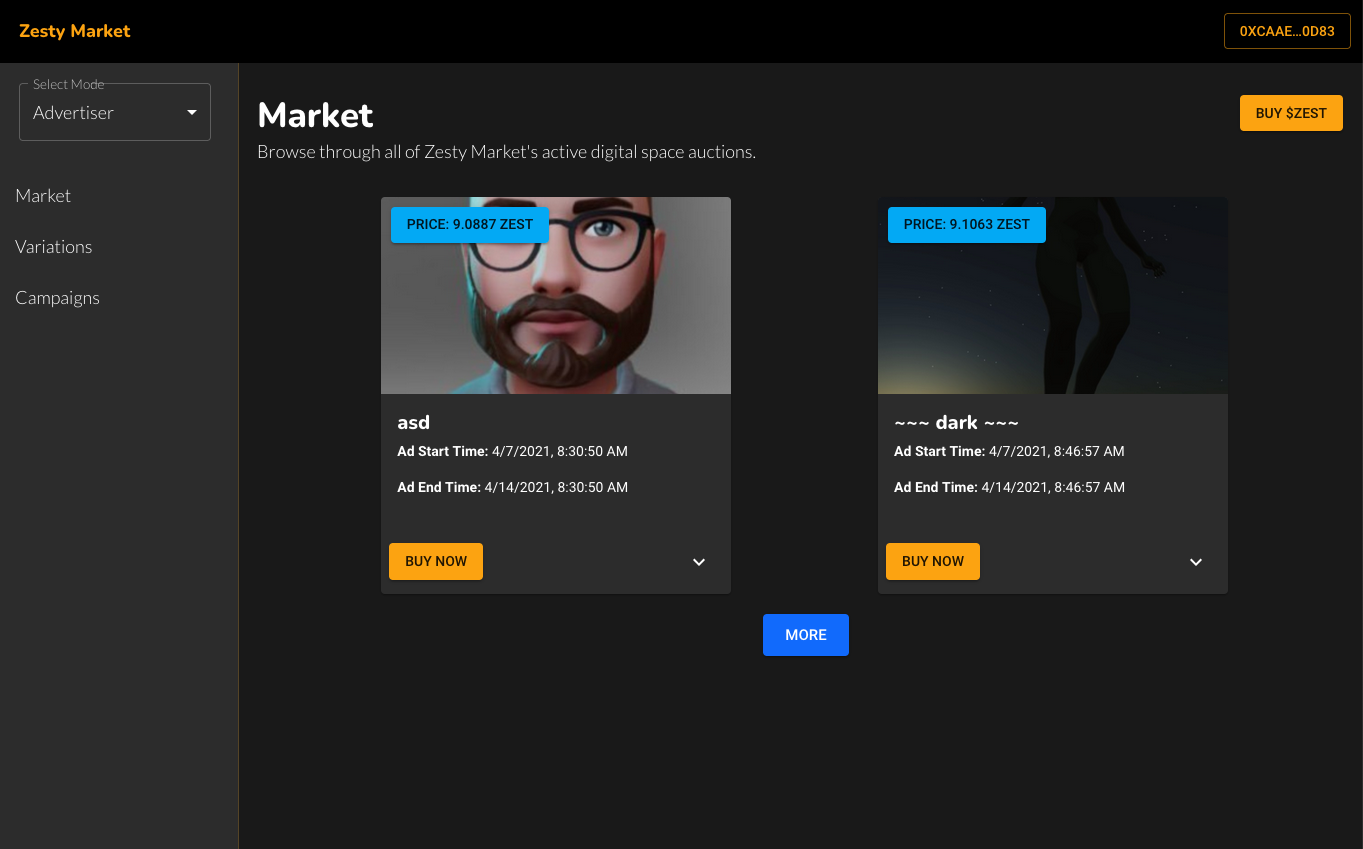 Zesty Market
0XCAAE...0D83
Select Mode
Advertiser
Market
Variations
Campaigns
Market
BUY $ZEST
Browse through all of Zesty Market's active digital space auctions.
PRICE: 9.0887 ZEST
asd
Ad Start Time: 4/7/2021, 8:30:50 AM
Ad End Time: 4/14/2021, 8:30:50 AM
BUY NOW
PRICE: 9.1063 ZEST
~~~ dark ~~~
Ad Start Time: 4/7/2021, 8:46:57 AM
Ad End Time: 4/14/2021, 8:46:57 AM
BUY NOW
MORE